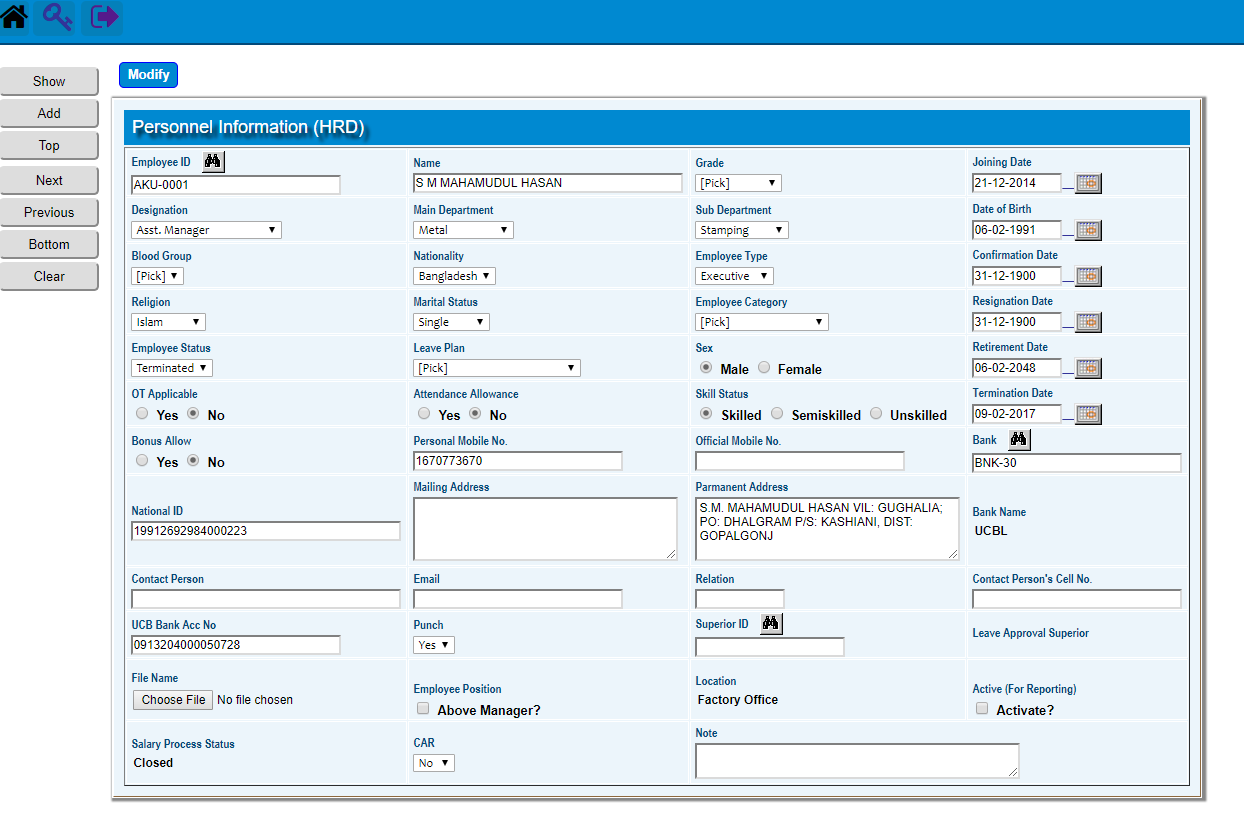 Show
Add
Top
Next
Previous
Bottom
Clear
Modify
Personnel Information (HRD)
Employee ID
AKU-0001
Name
S M MAHAMUDUL HASAN
Grade
[Pick]
Joining Date
21-12-2014
Designation
Asst. Manager
Main Department
Metal
Sub Department
Stamping
Date of Birth
06-02-1991
Blood Group
[Pick]
Nationality
Bangladesh
Employee Type
Executive
Confirmation Date
31-12-1900
Religion
Islam
Marital Status
Single
Employee Category
[Pick]
Resignation Date
31-12-1900
Employee Status
Terminated
Leave Plan
[Pick]
Sex
Male Female
Retirement Date
06-02-2048
OT Applicable
Yes No
Attendance Allowance
Yes No
Skill Status
Skilled Semiskilled Unskilled
Termination Date
09-02-2017
Bonus Allow
Yes No
Personal Mobile No.
1670773670
Official Mobile No.
Bank
BNK-30
National ID
19912692984000223
Mailing Address
Parmanent Address
S.M. MAHAMUDUL HASAN VIL: GUGHALIA;
PO: DHALGRAM P/S: KASHIANI, DIST:
GOPALGONJ
Bank Name
UCBL
Contact Person
Email
Relation
Contact Person's Cell No.
UCB Bank Acc No
0913204000050728
Punch
Yes
Superior ID
Leave Approval Superior
File Name
Choose File No file chosen
Employee Position
Above Manager?
Location
Factory Office
Active (For Reporting)
Activate?
Salary Process Status
Closed
CAR
No
Note